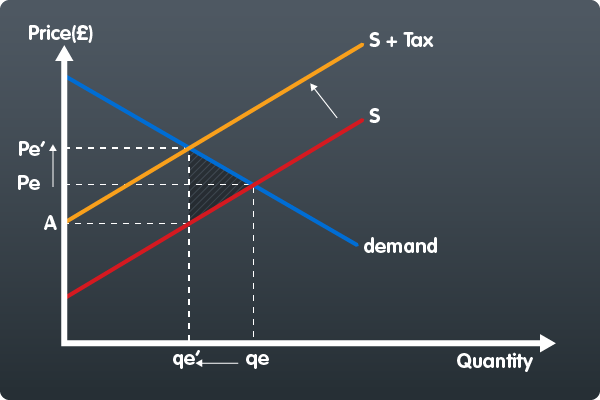 Price(£)
S + Tax
S
Pe′
Pe
A
demand
qe′
qe
Quantity